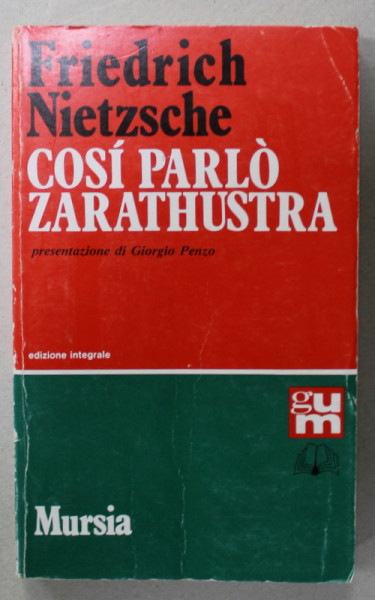 Friedrich
Nietzsche
COSÍ PARLÒ
ZARATHUSTRA
presentazione di Giorgio Penzo
edizione integrale
gum
Mursia